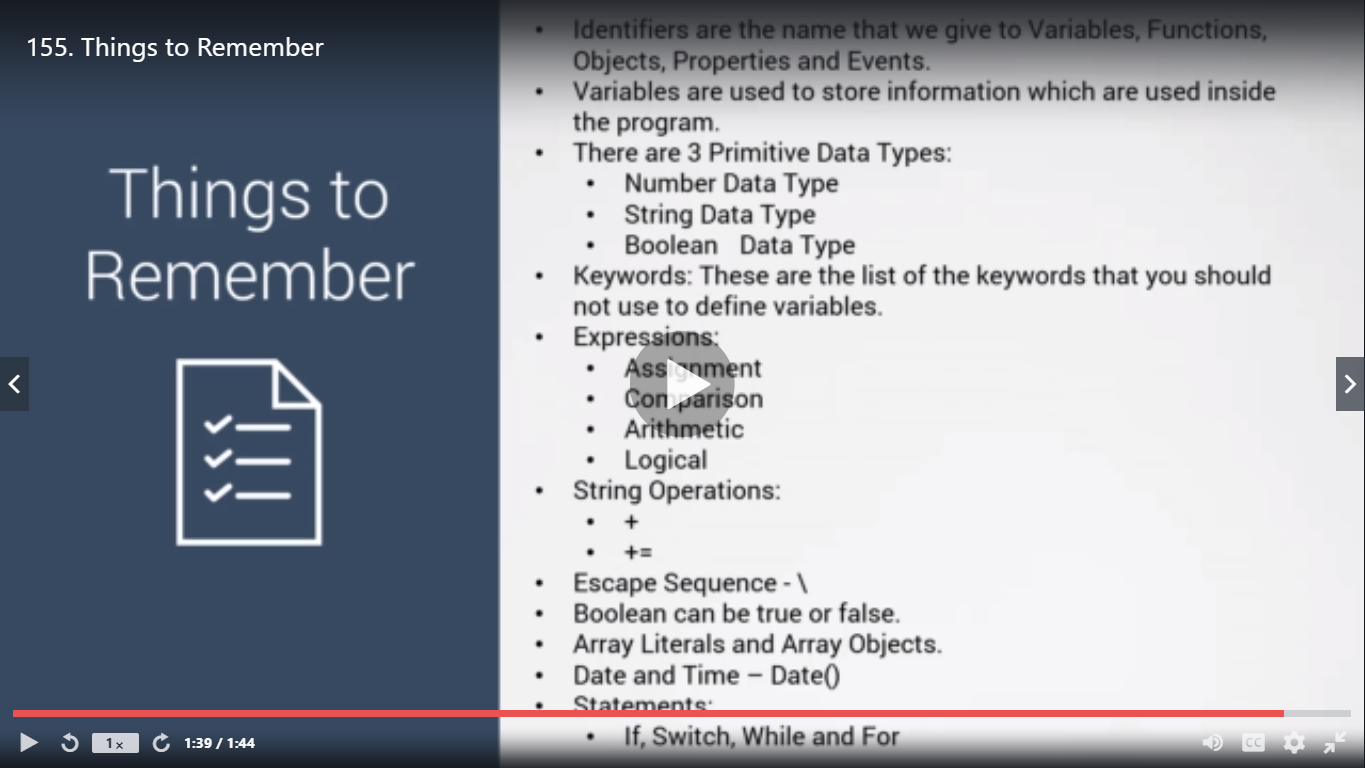 155. Things to Remember
Things to
Remember
• Identifiers are the name that we give to Variables, Functions,
Objects, Properties and Events.
• Variables are used to store information which are used inside
the program.
• There are 3 Primitive Data Types:
• Number Data Type
• String Data Type
• Boolean Data Type
• Keywords: These are the list of the keywords that you should
not use to define variables.
• Expressions:
• Assignment
• Comparison
• Arithmetic
• Logical
• String Operations:
• +
• +=
• Escape Sequence - \
• Boolean can be true or false.
• Array Literals and Array Objects.
• Date and Time – Date()
• Statements:
• If, Switch, While and For
1x
1:39 / 1:44
CC